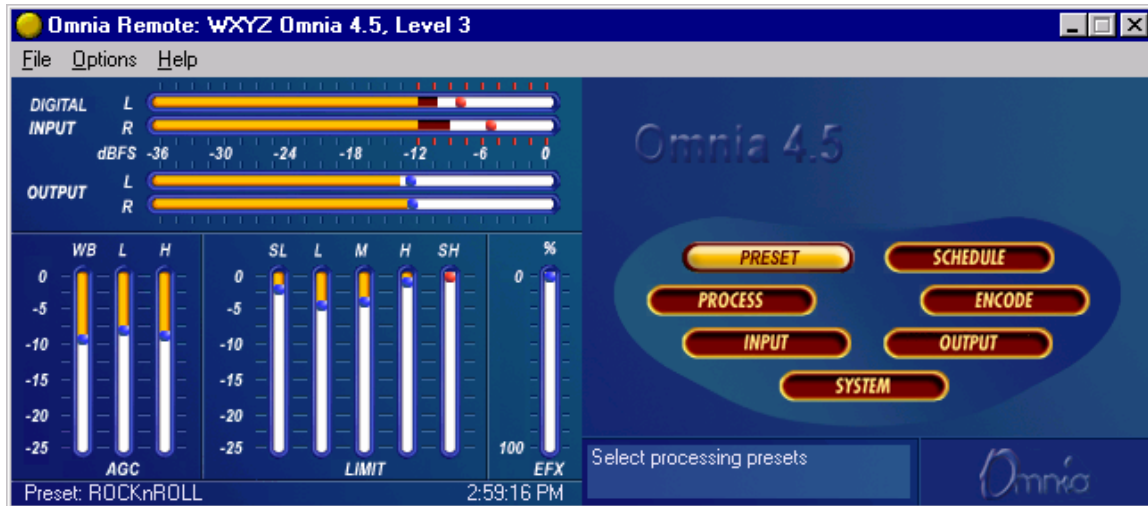 Omnia Remote: WXYZ Omnia 4.5, Level 3
File Options Help
DIGITAL L
INPUT R
dBFS -36 -30 -24 -18 -12 -6 0
OUTPUT L
R
WB L H
0
-5
-10
-15
-20
-25
AGC
SL L M H SH
0
-5
-10
-15
-20
-25
LIMIT
%
0
100
EFX
Preset: ROCKnROLL 2:59:16 PM
Omnia 4.5
PRESET SCHEDULE
PROCESS ENCODE
INPUT OUTPUT
SYSTEM
Select processing presets
Omnia